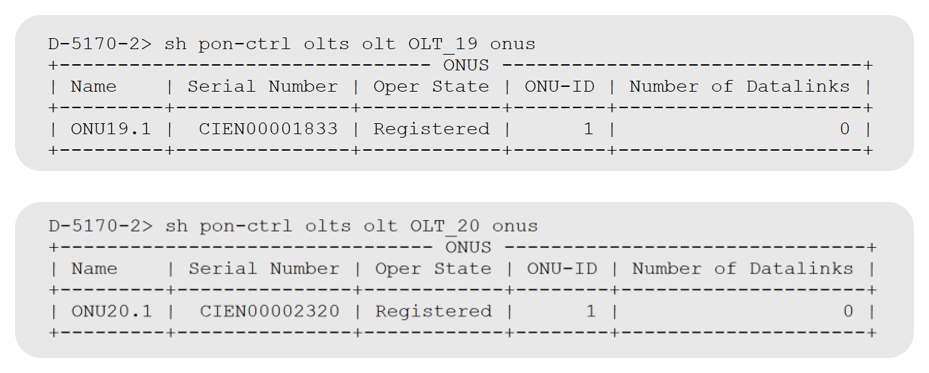 D-5170-2> sh pon-ctrl olts olt OLT_19 onus
+-------------------------------- ONUS -------------------------------+
| Name    | Serial Number | Oper State | ONU-ID | Number of Datalinks |
+---------+---------------+------------+--------+---------------------+
| ONU19.1 |  CIEN00001833 | Registered |      1 |                   0 |
+---------+---------------+------------+--------+---------------------+
D-5170-2> sh pon-ctrl olts olt OLT_20 onus
+-------------------------------- ONUS -------------------------------+
| Name    | Serial Number | Oper State | ONU-ID | Number of Datalinks |
+---------+---------------+------------+--------+---------------------+
| ONU20.1 |  CIEN00002320 | Registered |      1 |                   0 |
+---------+---------------+------------+--------+---------------------+